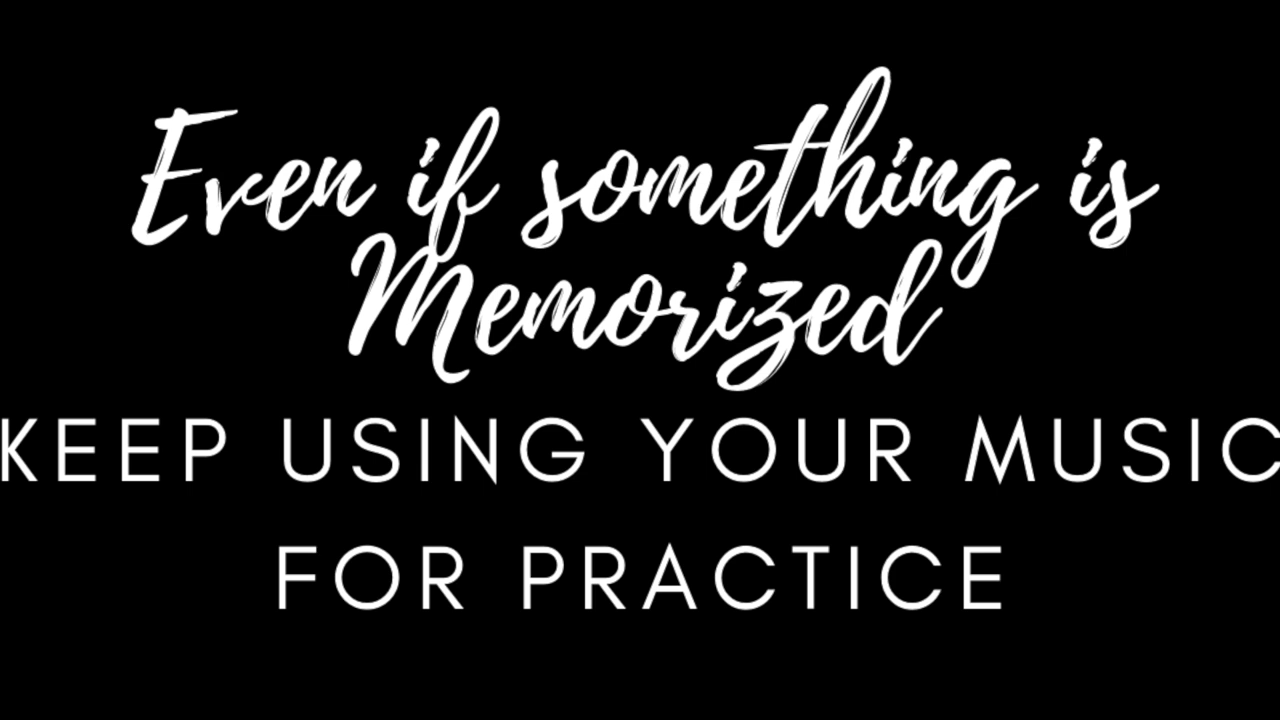 Even if something is
Memorized
KEEP USING YOUR MUSIC
FOR PRACTICE